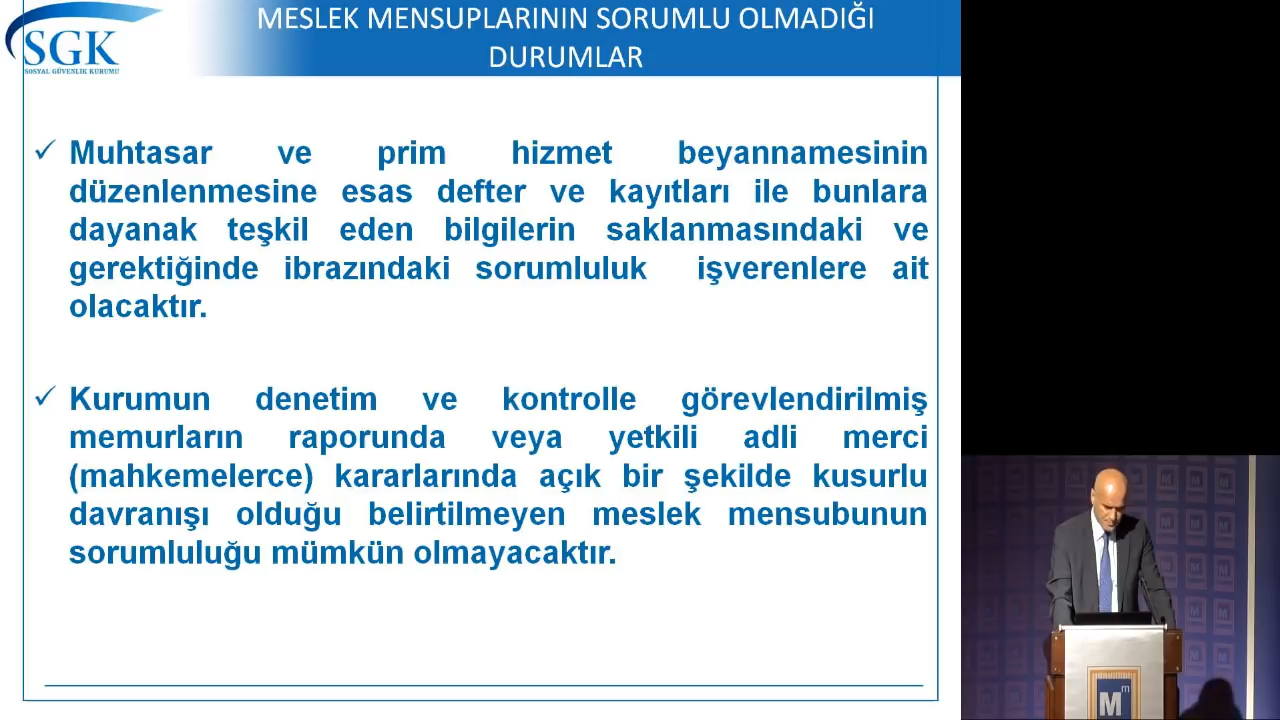 MESLEK MENSUPLARININ SORUMLU OLMADIĞI
DURUMLAR
SGK
SOSYAL GÜVENLİK KURUMU
Muhtasar ve prim hizmet beyannamesinin
düzenlenmesine esas defter ve kayıtları ile bunlara
dayanak teşkil eden bilgilerin saklanmasındaki ve
gerektiğinde ibrazındaki sorumluluk işverenlere ait
olacaktır.
Kurumun denetim ve kontrolle görevlendirilmiş
memurların raporunda veya yetkili adli merci
(mahkemelerce) kararlarında açık bir şekilde kusurlu
davranışı olduğu belirtilmeyen meslek mensubunun
sorumluluğu mümkün olmayacaktır.
Mm